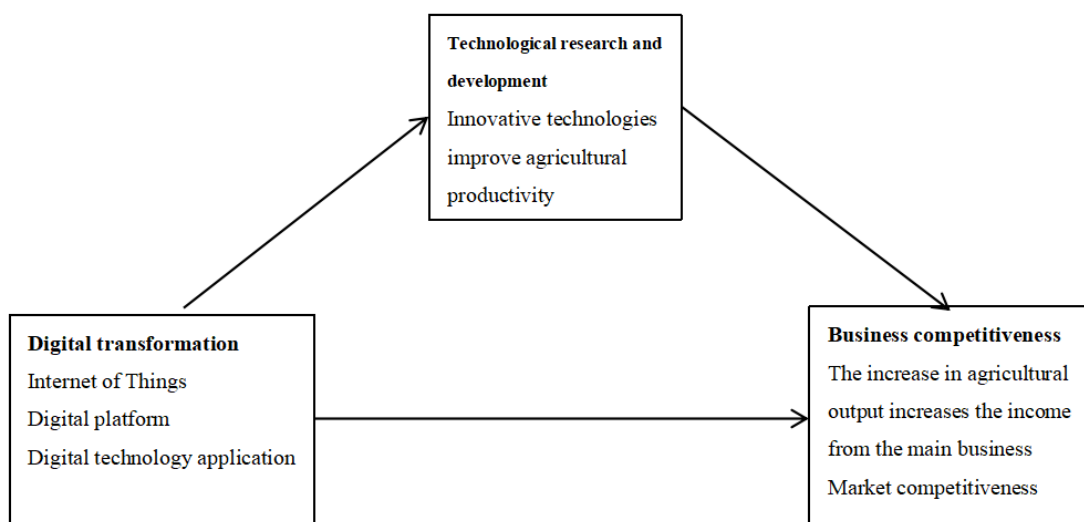 Technological research and
development
Innovative technologies
improve agricultural
productivity
Digital transformation
Internet of Things
Digital platform
Digital technology application
Business competitiveness
The increase in agricultural
output increases the income
from the main business
Market competitiveness